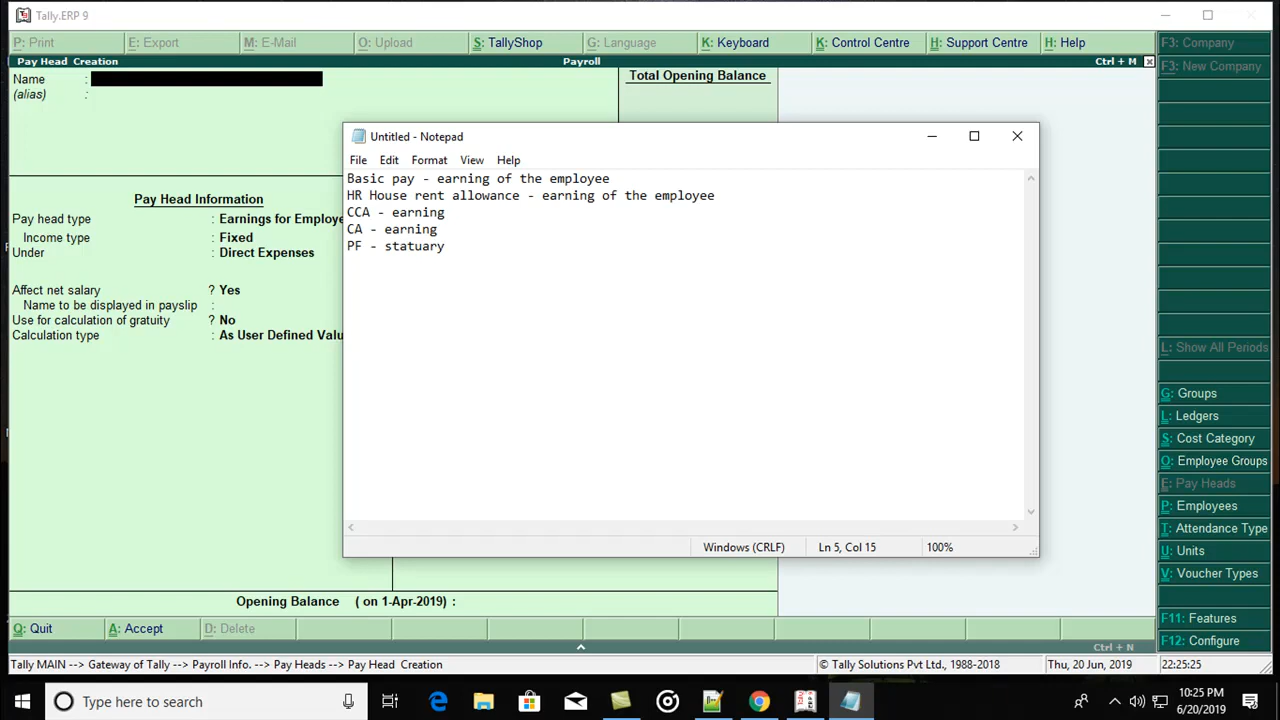 Tally.ERP 9
P: Print E: Export M: E-Mail O: Upload S: TallyShop G: Language K: Keyboard K: Control Centre H: Support Centre H: Help
F3: Company
Pay Head Creation Payroll Ctrl + M
F3: New Company
Name :
(alias) :
Total Opening Balance
Untitled - Notepad
File Edit Format View Help
Basic pay - earning of the employee
HR House rent allowance - earning of the employee
CCA - earning
CA - earning
PF - statuary
Windows (CRLF) Ln 5, Col 15 100%
Pay Head Information
Pay head type : Earnings for Employe
Income type : Fixed
Under : Direct Expenses
Affect net salary ? Yes
Name to be displayed in payslip :
Use for calculation of gratuity ? No
Calculation type : As User Defined Valu
L: Show All Periods
G: Groups
L: Ledgers
S: Cost Category
O: Employee Groups
E: Pay Heads
P: Employees
T: Attendance Type
U: Units
V: Voucher Types
F11: Features
F12: Configure
Opening Balance ( on 1-Apr-2019) :
Q: Quit A: Accept D: Delete
Ctrl + N
Tally MAIN --> Gateway of Tally --> Payroll Info. --> Pay Heads --> Pay Head Creation © Tally Solutions Pvt Ltd., 1988-2018 Thu, 20 Jun, 2019 22:25:25
Type here to search
10:25 PM
6/20/2019